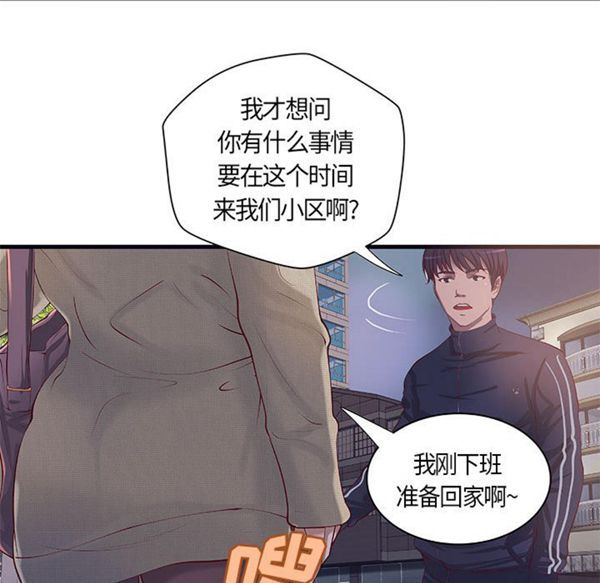 我才想问
你有什么事情
要在这个时间
来我们小区啊?
我刚下班
准备回家啊~